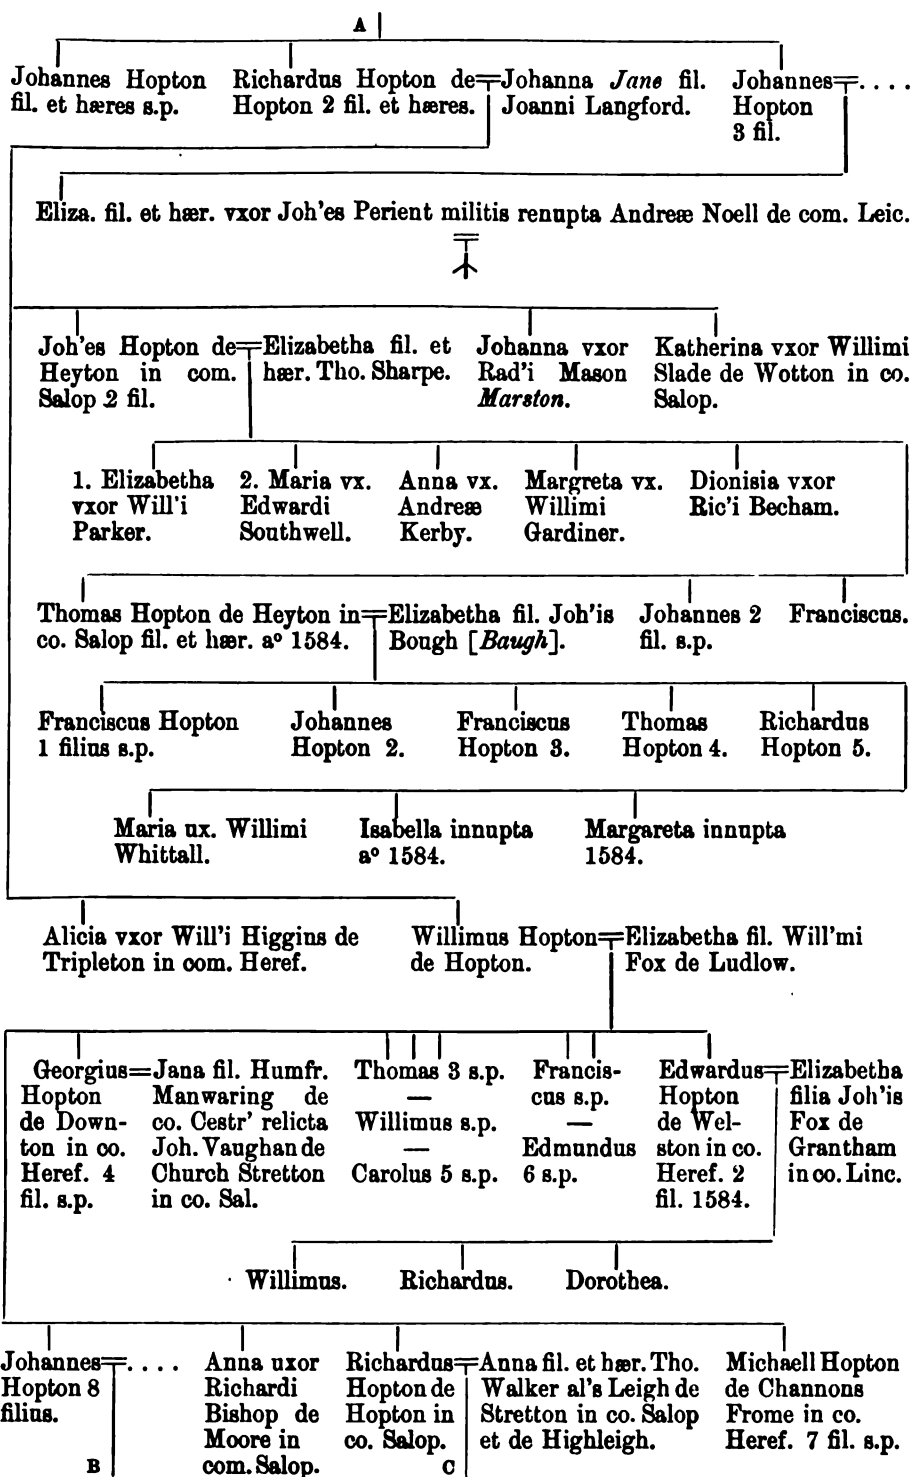 A
Johannes Hopton
fil. et hæres s.p.
Richardus Hopton de
Hopton 2 fil. et hæres.
Johanna Jane fil.
Joanni Langford.
Johannes
Hopton
3 fil.
....
Eliza. fil. et hær. vxor Joh'es Perient militis renupta Andreæ Noell de com. Leic.
Joh'es Hopton de
Heyton in com.
Salop 2 fil.
Elizabetha fil. et
hær. Tho. Sharpe.
Johanna vxor
Rad'i Mason
Marston.
Katherina vxor Willimi
Slade de Wotton in co.
Salop.
1. Elizabetha
vxor Will'i
Parker.
2. Maria vx.
Edwardi
Southwell.
Anna vx.
Andreæ
Kerby.
Margreta vx.
Willimi
Gardiner.
Dionisia vxor
Ric'i Becham.
Thomas Hopton de Heyton in
co. Salop fil. et hær. aº 1584.
Elizabetha fil. Joh'is
Bough [Baugh].
Johannes 2
fil. s.p.
Franciscus.
Franciscus Hopton
1 filius s.p.
Johannes
Hopton 2.
Franciscus
Hopton 3.
Thomas
Hopton 4.
Richardus
Hopton 5.
Maria ux. Willimi
Whittall.
Isabella innupta
aº 1584.
Margareta innupta
1584.
Alicia vxor Will'i Higgins de
Tripleton in com. Heref.
Willimus Hopton
de Hopton.
Elizabetha fil. Will'mi
Fox de Ludlow.
Georgius
Hopton
de Down-
ton in co.
Heref. 4
fil. s.p.
Jana fil. Humfr.
Manwaring de
co. Cestr' relicta
Joh. Vaughan de
Church Stretton
in co. Sal.
Thomas 3 s.p.
—
Willimus s.p.
—
Carolus 5 s.p.
Francis-
cus s.p.
—
Edmundus
6 s.p.
Edwardus
Hopton
de Wel-
ston in co.
Heref. 2
fil. 1584.
Elizabetha
filia Joh'is
Fox de
Grantham
in co. Linc.
Willimus.
Richardus.
Dorothea.
Johannes
Hopton 8
filius.
....
B
Anna uxor
Richardi
Bishop de
Moore in
com. Salop.
Richardus
Hopton de
Hopton in
co. Salop.
C
Anna fil. et hær. Tho.
Walker al's Leigh de
Stretton in co. Salop
et de Highleigh.
Michaell Hopton
de Channons
Frome in co.
Heref. 7 fil. s.p.